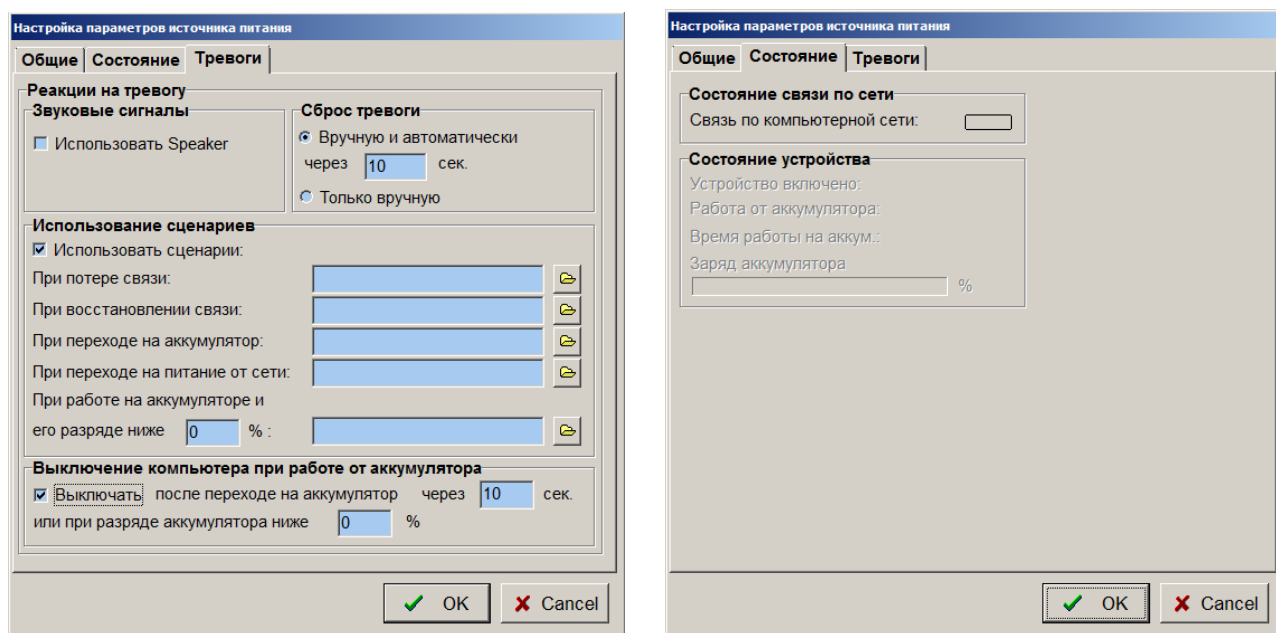 Настройка параметров источника питания
Общие Состояние Тревоги
Реакции на тревогу
Звуковые сигналы
Использовать Speaker
Сброс тревоги
Вручную и автоматически
через 10 сек.
Только вручную
Использование сценариев
Использовать сценарии:
При потере связи:
При восстановлении связи:
При переходе на аккумулятор:
При переходе на питание от сети:
При работе на аккумуляторе и
его разряде ниже 0 % :
Выключение компьютера при работе от аккумулятора
Выключать после переходе на аккумулятор через 10 сек.
или при разряде аккумулятора ниже 0 %
OK Cancel
Настройка параметров источника питания
Общие Состояние Тревоги
Состояние связи по сети
Связь по компьютерной сети:
Состояние устройства
Устройство включено:
Работа от аккумулятора:
Время работы на аккум.:
Заряд аккумулятора
%
OK Cancel